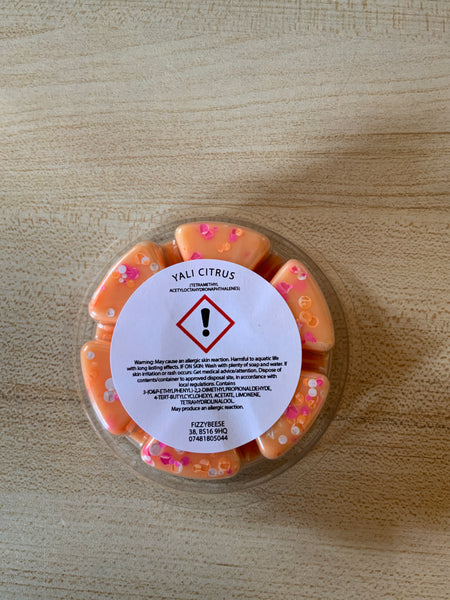 YALI CITRUS
(TETRAMETHYL
ACETYLOCTAHYDRONAPHTHALENES)
!
Warning: May cause an allergic skin reaction. Harmful to aquatic life
with long lasting effects. IF ON SKIN: Wash with plenty of soap and water. If
skin irritation or rash occurs: Get medical advice/attention. Dispose of
contents/container to approved disposal site, in accordance with
local regulations. Contains
3-(O&P-ETHYLPHENYL)-2,2-DIMETHYLPROPIONALDEHYDE,
4-TERT-BUTYLCYCLOHEXYL ACETATE, LIMONENE,
TETRAHYDROLINALOOL.
May produce an allergic reaction.
FIZZYBEESE
38, BS16 9HQ
07481805044